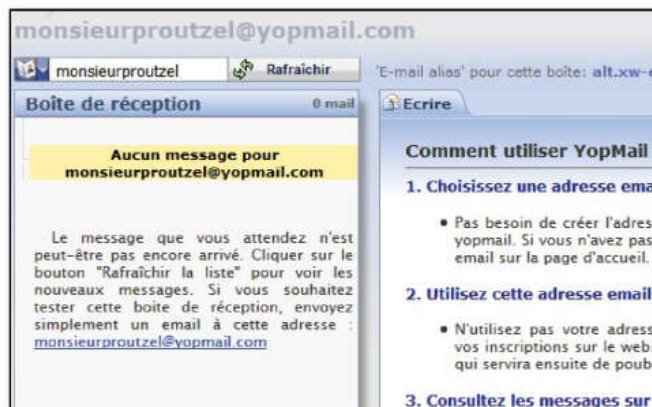 monsieurproutzel@yopmail.com
monsieurproutzel Rafraîchir
'E-mail alias' pour cette boîte: alt.xw-
Boîte de réception 0 mail
Ecrire
Aucun message pour
monsieurproutzel@yopmail.com
Le message que vous attendez n'est
peut-être pas encore arrivé. Cliquer sur le
bouton "Rafraîchir la liste" pour voir les
nouveaux messages. Si vous souhaitez
tester cette boite de réception, envoyez
simplement un email à cette adresse :
monsieurproutzel@yopmail.com
Comment utiliser YopMail
1. Choisissez une adresse ema
• Pas besoin de créer l'adres
yopmail. Si vous n'avez pas
email sur la page d'accueil.
2. Utilisez cette adresse email
• N'utilisez pas votre adress
vos inscriptions sur le web.
qui servira ensuite de poub
3. Consultez les messages sur